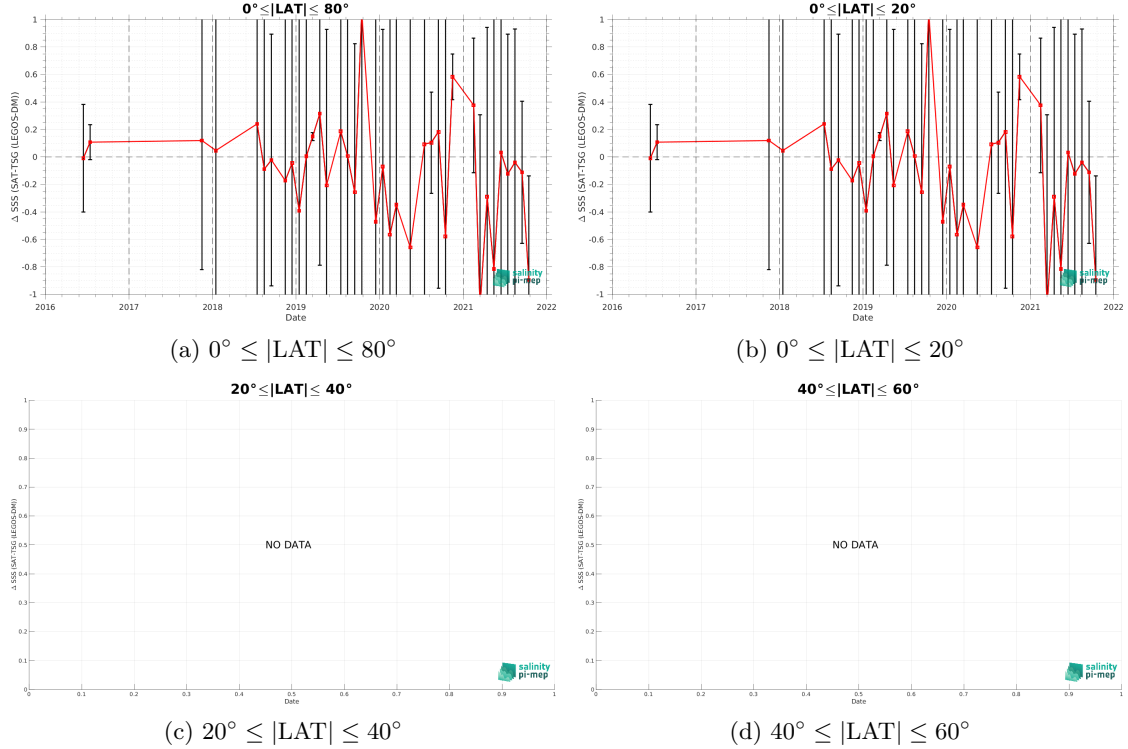 0°≤|LAT|≤ 80°
1
0.8
0.6
0.4
0.2
0
-0.2
-0.4
-0.6
-0.8
-1
Δ SSS (SAT-TSG (LEGOS-DM))
2016 2017 2018 2019 2020 2021 2022
Date
salinity
pi-mep
(a) 0° ≤ |LAT| ≤ 80°
0°≤|LAT|≤ 20°
1
0.8
0.6
0.4
0.2
0
-0.2
-0.4
-0.6
-0.8
-1
Δ SSS (SAT-TSG (LEGOS-DM))
2016 2017 2018 2019 2020 2021 2022
Date
salinity
pi-mep
(b) 0° ≤ |LAT| ≤ 20°
20°≤|LAT|≤ 40°
1
0.9
0.8
0.7
0.6
0.5
0.4
0.3
0.2
0.1
0
Δ SSS (SAT-TSG (LEGOS-DM))
NO DATA
0 0.1 0.2 0.3 0.4 0.5 0.6 0.7 0.8 0.9 1
Date
salinity
pi-mep
(c) 20° ≤ |LAT| ≤ 40°
40°≤|LAT|≤ 60°
1
0.9
0.8
0.7
0.6
0.5
0.4
0.3
0.2
0.1
0
Δ SSS (SAT-TSG (LEGOS-DM))
NO DATA
0 0.1 0.2 0.3 0.4 0.5 0.6 0.7 0.8 0.9 1
Date
salinity
pi-mep
(d) 40° ≤ |LAT| ≤ 60°